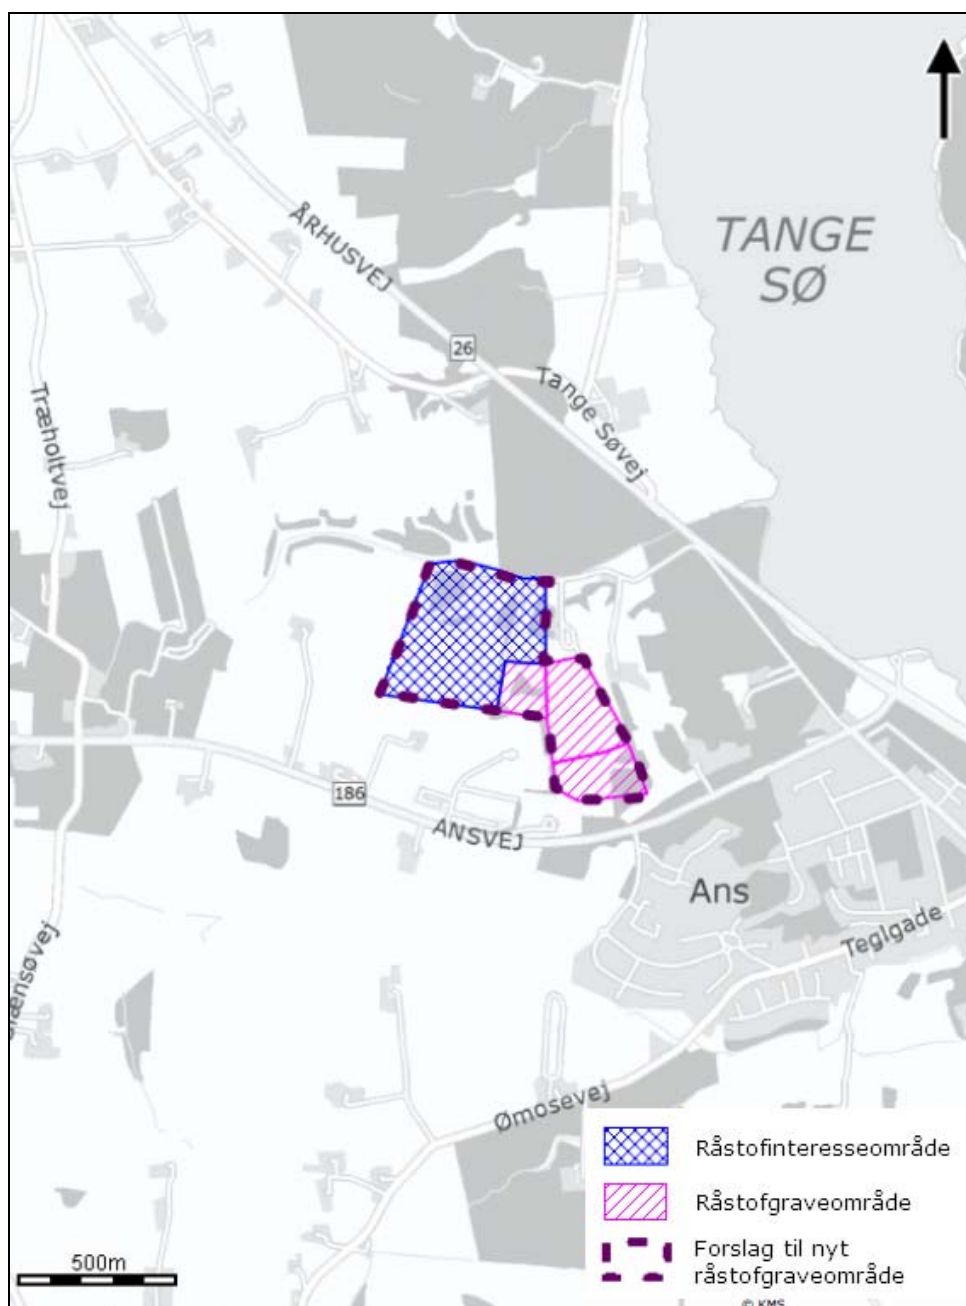 ÅRHUSVEJ
TANGE
SØ
26
Tange Søvej
Træholtvej
186
ANSVEJ
Ans
Teglgade
Ømosevej
Råstofinteresseområde
Råstofgraveområde
Forslag til nyt
råstofgraveområde
500m
© KMS